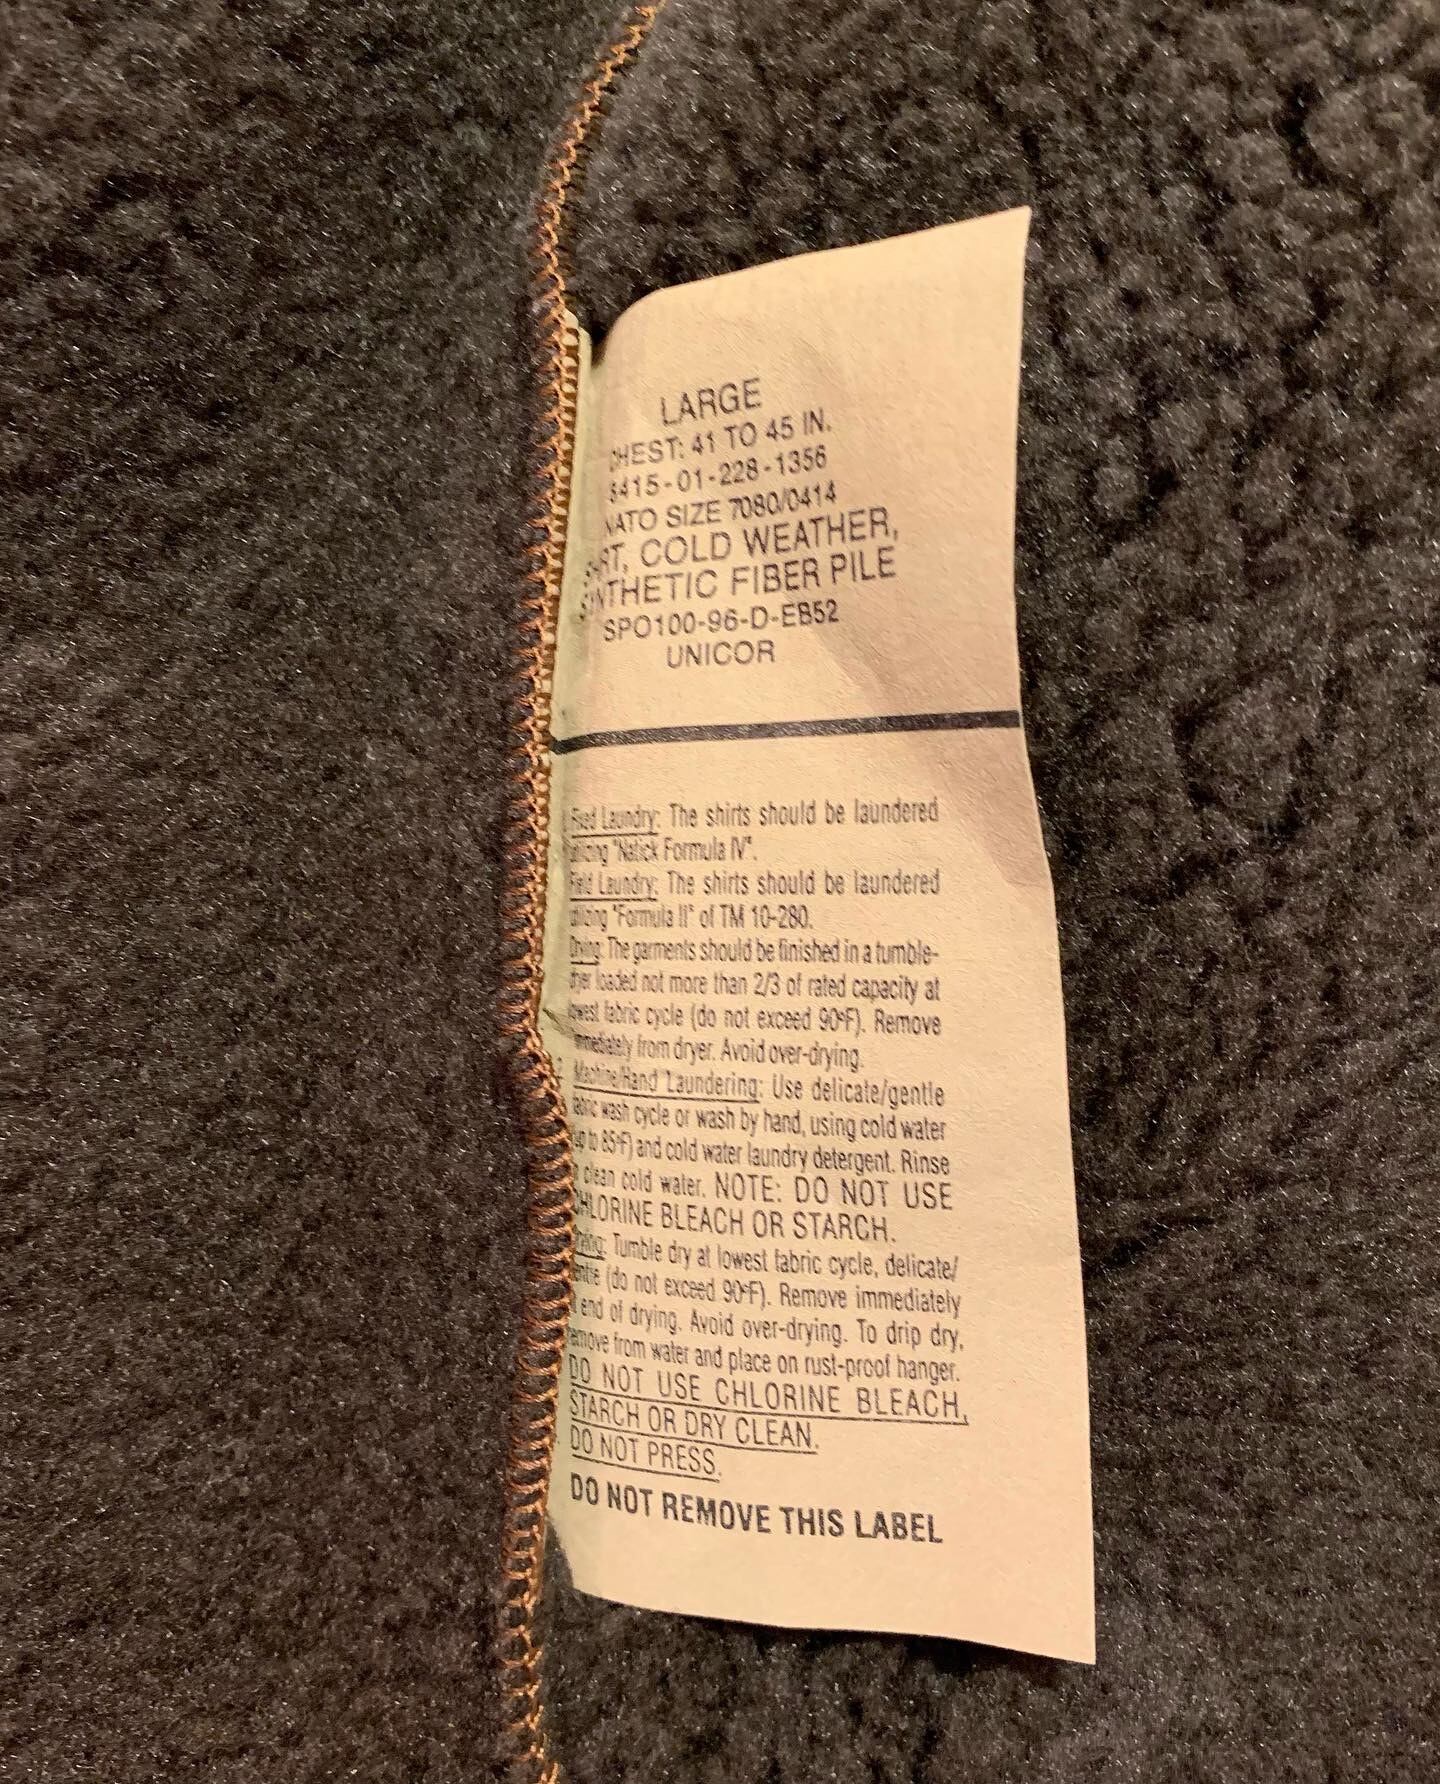 LARGE
CHEST: 41 TO 45 IN.
8415-01-228-1356
NATO SIZE 7080/0414
SHIRT, COLD WEATHER,
SYNTHETIC FIBER PILE
SPO100-96-D-EB52
UNICOR
Fixed Laundry: The shirts should be laundered
utilizing "Natick Formula IV".
Field Laundry: The shirts should be laundered
utilizing "Formula II" of TM 10-280.
Drying: The garments should be finished in a tumble-
dryer loaded not more than 2/3 of rated capacity at
lowest fabric cycle (do not exceed 90°F). Remove
immediately from dryer. Avoid over-drying.
2. Machine/Hand Laundering: Use delicate/gentle
fabric wash cycle or wash by hand, using cold water
(up to 85°F) and cold water laundry detergent. Rinse
in clean cold water. NOTE: DO NOT USE
CHLORINE BLEACH OR STARCH.
Drying: Tumble dry at lowest fabric cycle, delicate/
gentle (do not exceed 90°F). Remove immediately
at end of drying. Avoid over-drying. To drip dry,
remove from water and place on rust-proof hanger.
DO NOT USE CHLORINE BLEACH,
STARCH OR DRY CLEAN.
DO NOT PRESS.
DO NOT REMOVE THIS LABEL